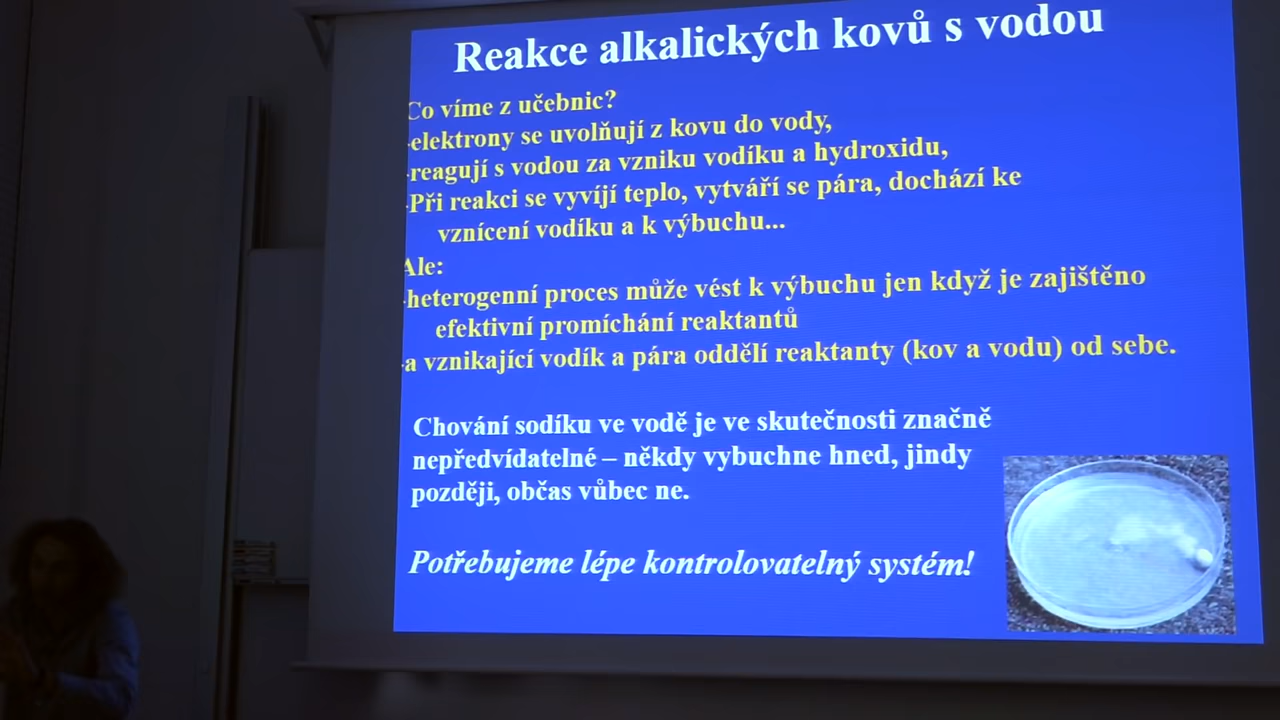 Reakce alkalických kovů s vodou
Co víme z učebnic?
-elektrony se uvolňují z kovu do vody,
-reagují s vodou za vzniku vodíku a hydroxidu,
-Při reakci se vyvíjí teplo, vytváří se pára, dochází ke
vznícení vodíku a k výbuchu...
Ale:
-heterogenní proces může vést k výbuchu jen když je zajištěno
efektivní promíchání reaktantů
-a vznikající vodík a pára oddělí reaktanty (kov a vodu) od sebe.
Chování sodíku ve vodě je ve skutečnosti značně
nepředvídatelné – někdy vybuchne hned, jindy
později, občas vůbec ne.
Potřebujeme lépe kontrolovatelný systém!